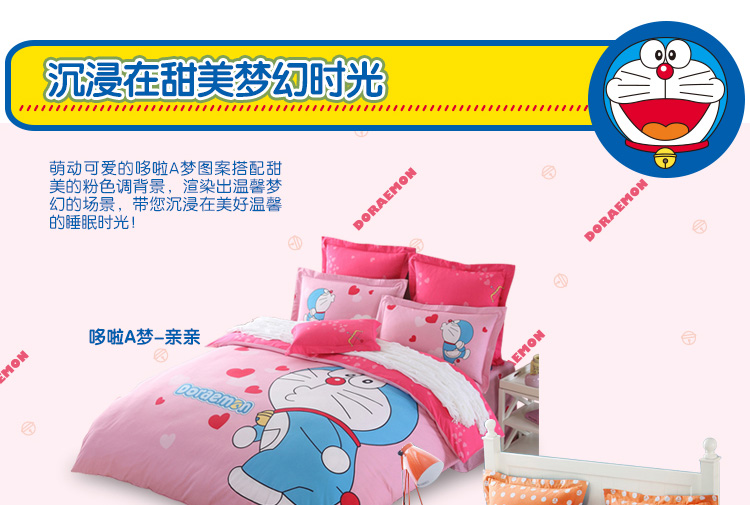 沉浸在甜美梦幻时光
萌动可爱的哆啦A梦图案搭配甜
美的粉色调背景，渲染出温馨梦
幻的场景，带您沉浸在美好温馨
的睡眠时光！
DORAEMON
DORAEMON
哆啦A梦-亲亲
DORAEMON
EMON
Doraemon